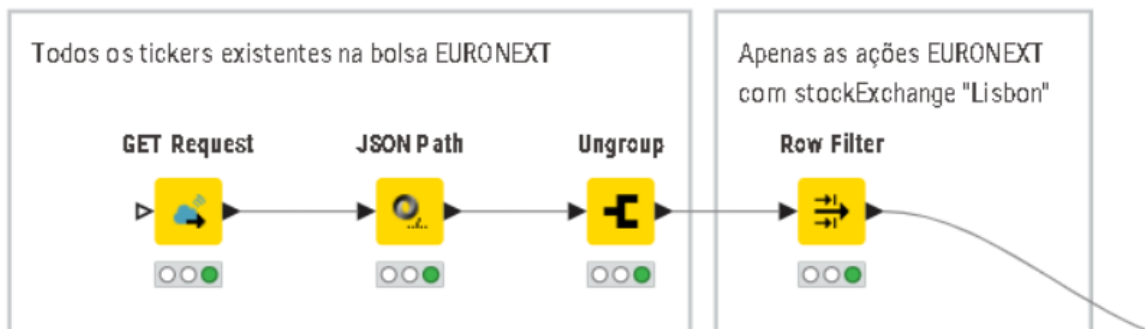 Todos os tickers existentes na bolsa EURONEXT
Apenas as ações EURONEXT
com stockExchange "Lisbon"
GET Request
JSON Path
Ungroup
Row Filter